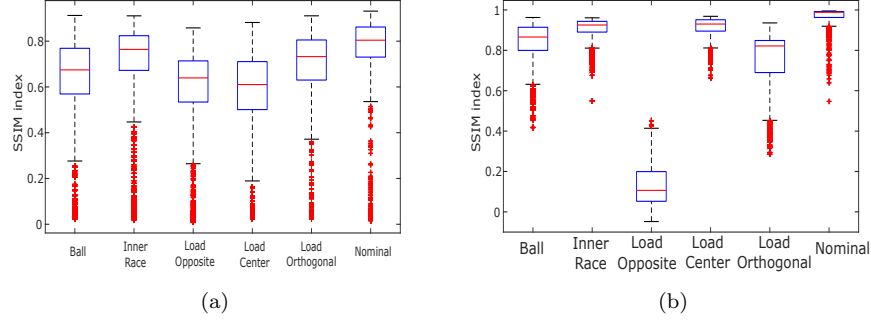 SSIM index
0.8
0.6
0.4
0.2
0
Ball
Inner
Race
Load
Opposite
Load
Center
Load
Orthogonal
Nominal
(a)
SSIM index
1
0.8
0.6
0.4
0.2
0
Ball
Inner
Race
Load
Opposite
Load
Center
Load
Orthogonal
Nominal
(b)